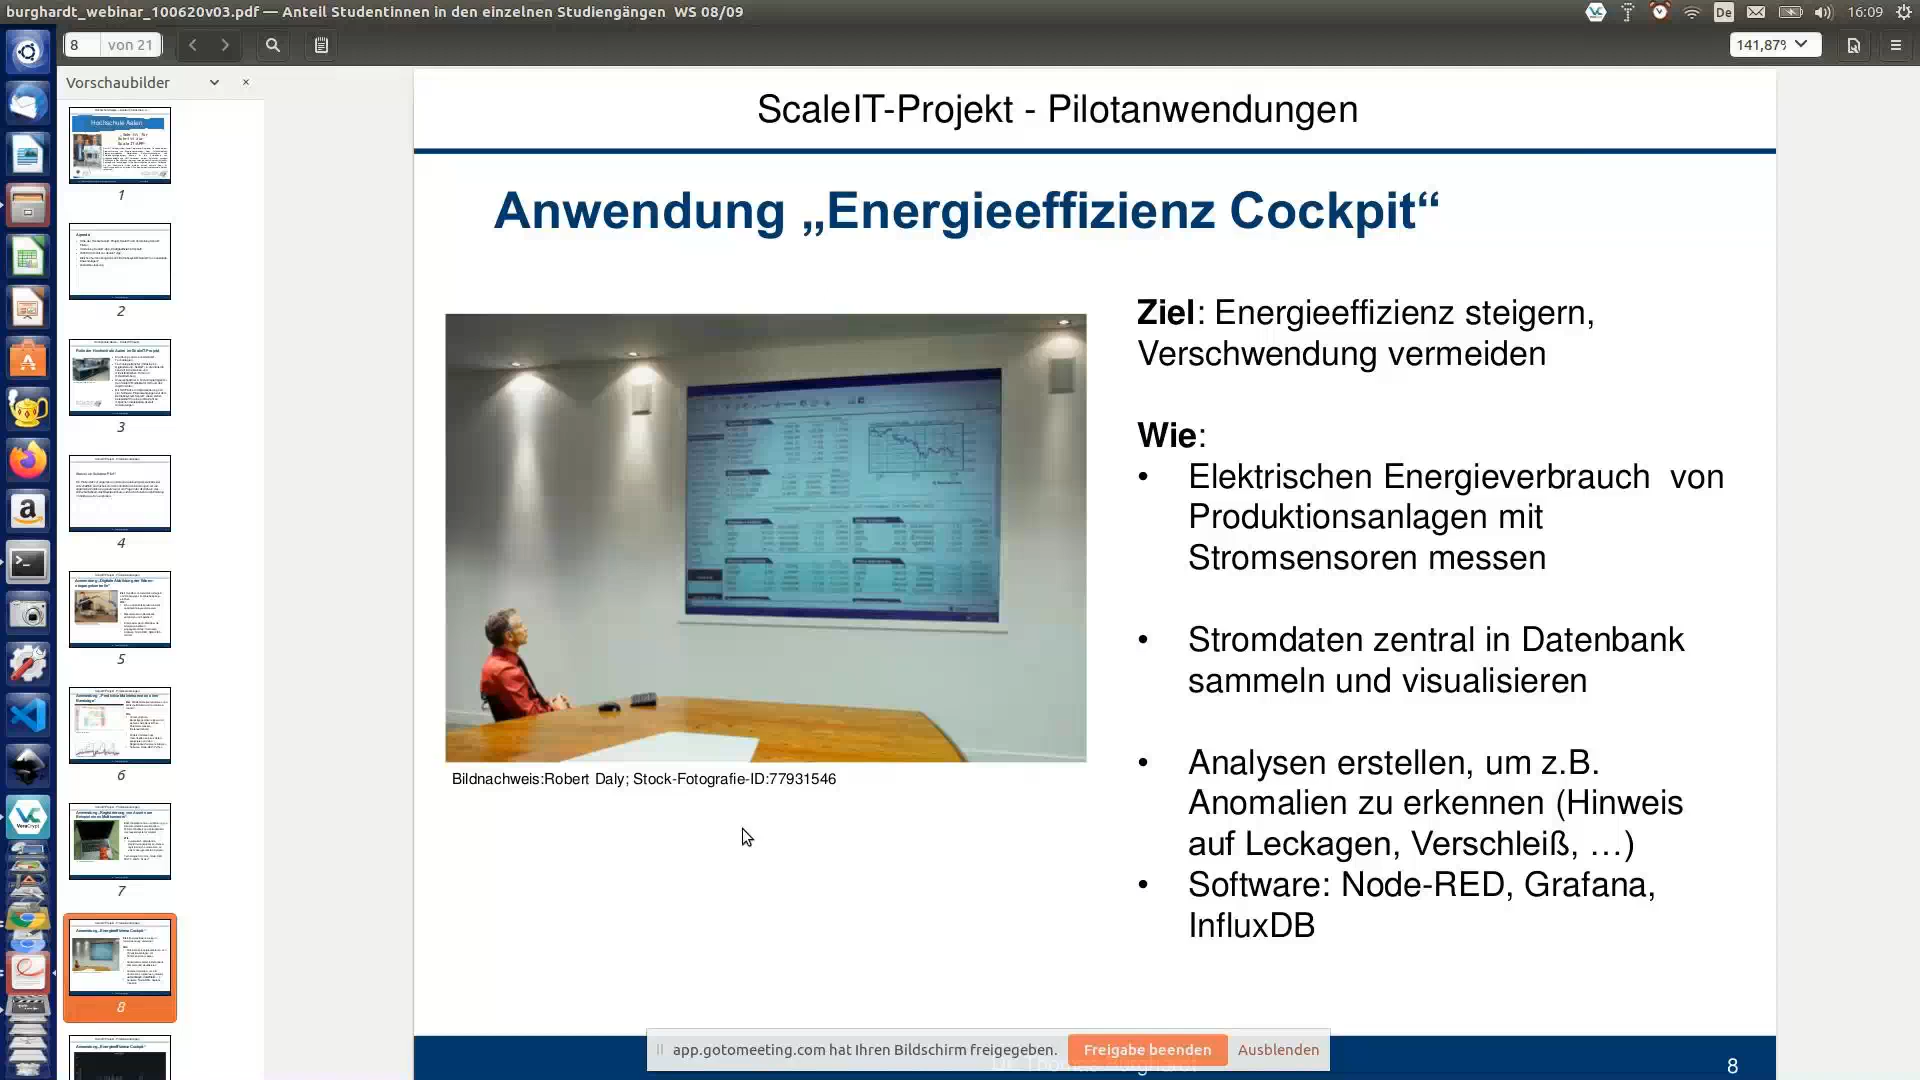 burghardt_webinar_100620v03.pdf — Anteil Studentinnen in den einzelnen Studiengängen WS 08/09
De
16:09
8 von 21
141,87%
Vorschaubilder
1
2
3
4
5
6
7
8
ScaleIT-Projekt - Pilotanwendungen
Anwendung „Energieeffizienz Cockpit“
Ziel: Energieeffizienz steigern,
Verschwendung vermeiden
Wie:
• Elektrischen Energieverbrauch von
Produktionsanlagen mit
Stromsensoren messen
• Stromdaten zentral in Datenbank
sammeln und visualisieren
• Analysen erstellen, um z.B.
Anomalien zu erkennen (Hinweis
auf Leckagen, Verschleiß, …)
• Software: Node-RED, Grafana,
InfluxDB
Bildnachweis:Robert Daly; Stock-Fotografie-ID:77931546
app.gotomeeting.com hat Ihren Bildschirm freigegeben.
Freigabe beenden
Ausblenden
8